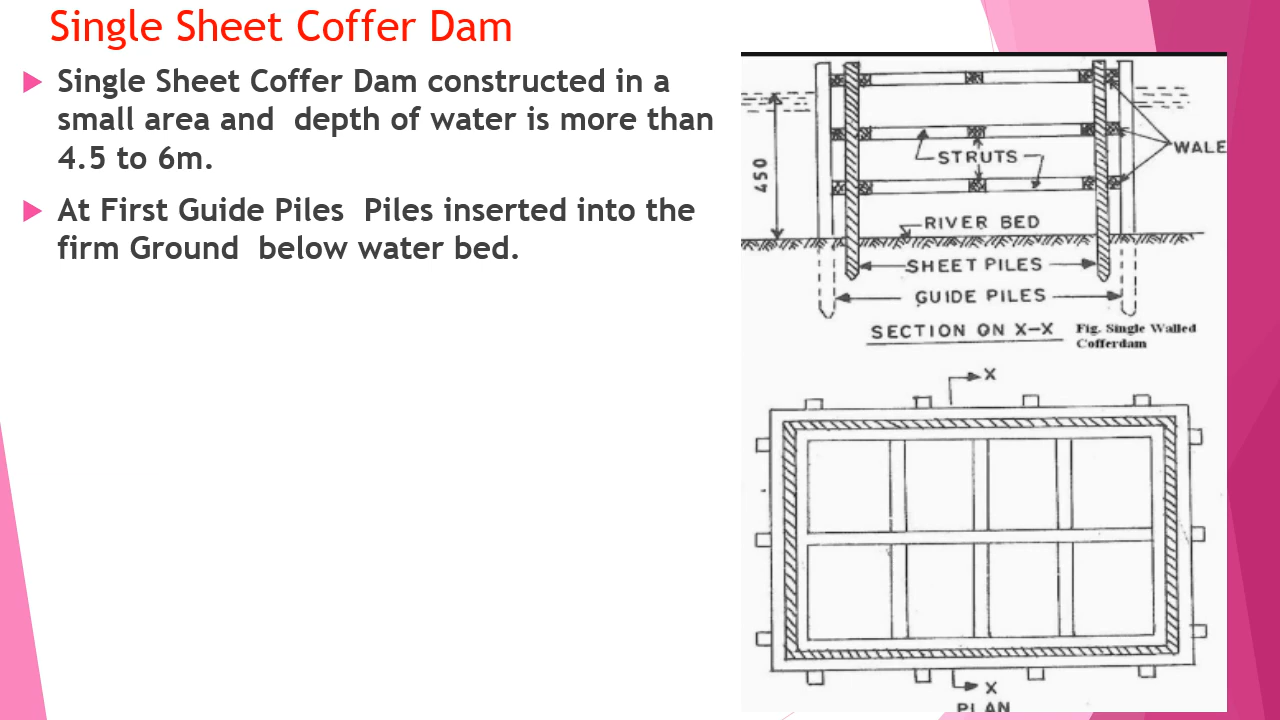 Single Sheet Coffer Dam
Single Sheet Coffer Dam constructed in a
small area and  depth of water is more than
4.5 to 6m.
At First Guide Piles  Piles inserted into the
firm Ground  below water bed.
WALE
STRUTS
450
RIVER BED
SHEET PILES
GUIDE PILES
SECTION ON X-X
Fig. Single Walled
Cofferdam
X
X
PLAN